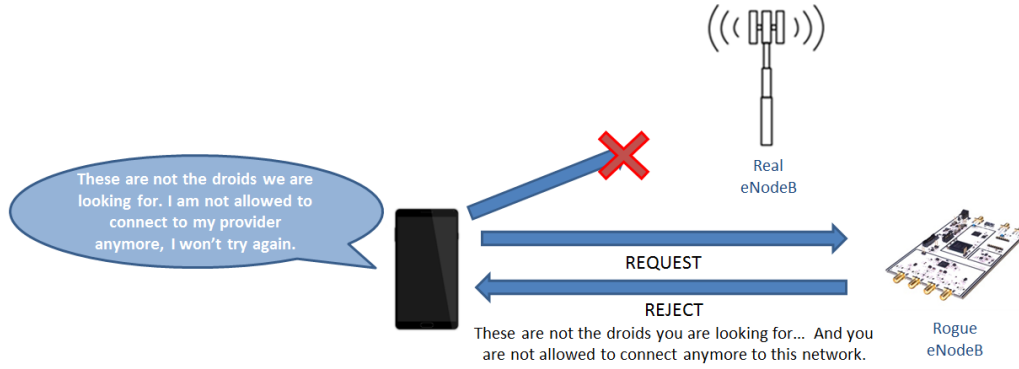 Real
eNodeB
These are not the droids we are
looking for. I am not allowed to
connect to my provider
anymore, I won’t try again.
REQUEST
REJECT
These are not the droids you are looking for... And you
are not allowed to connect anymore to this network.
Rogue
eNodeB